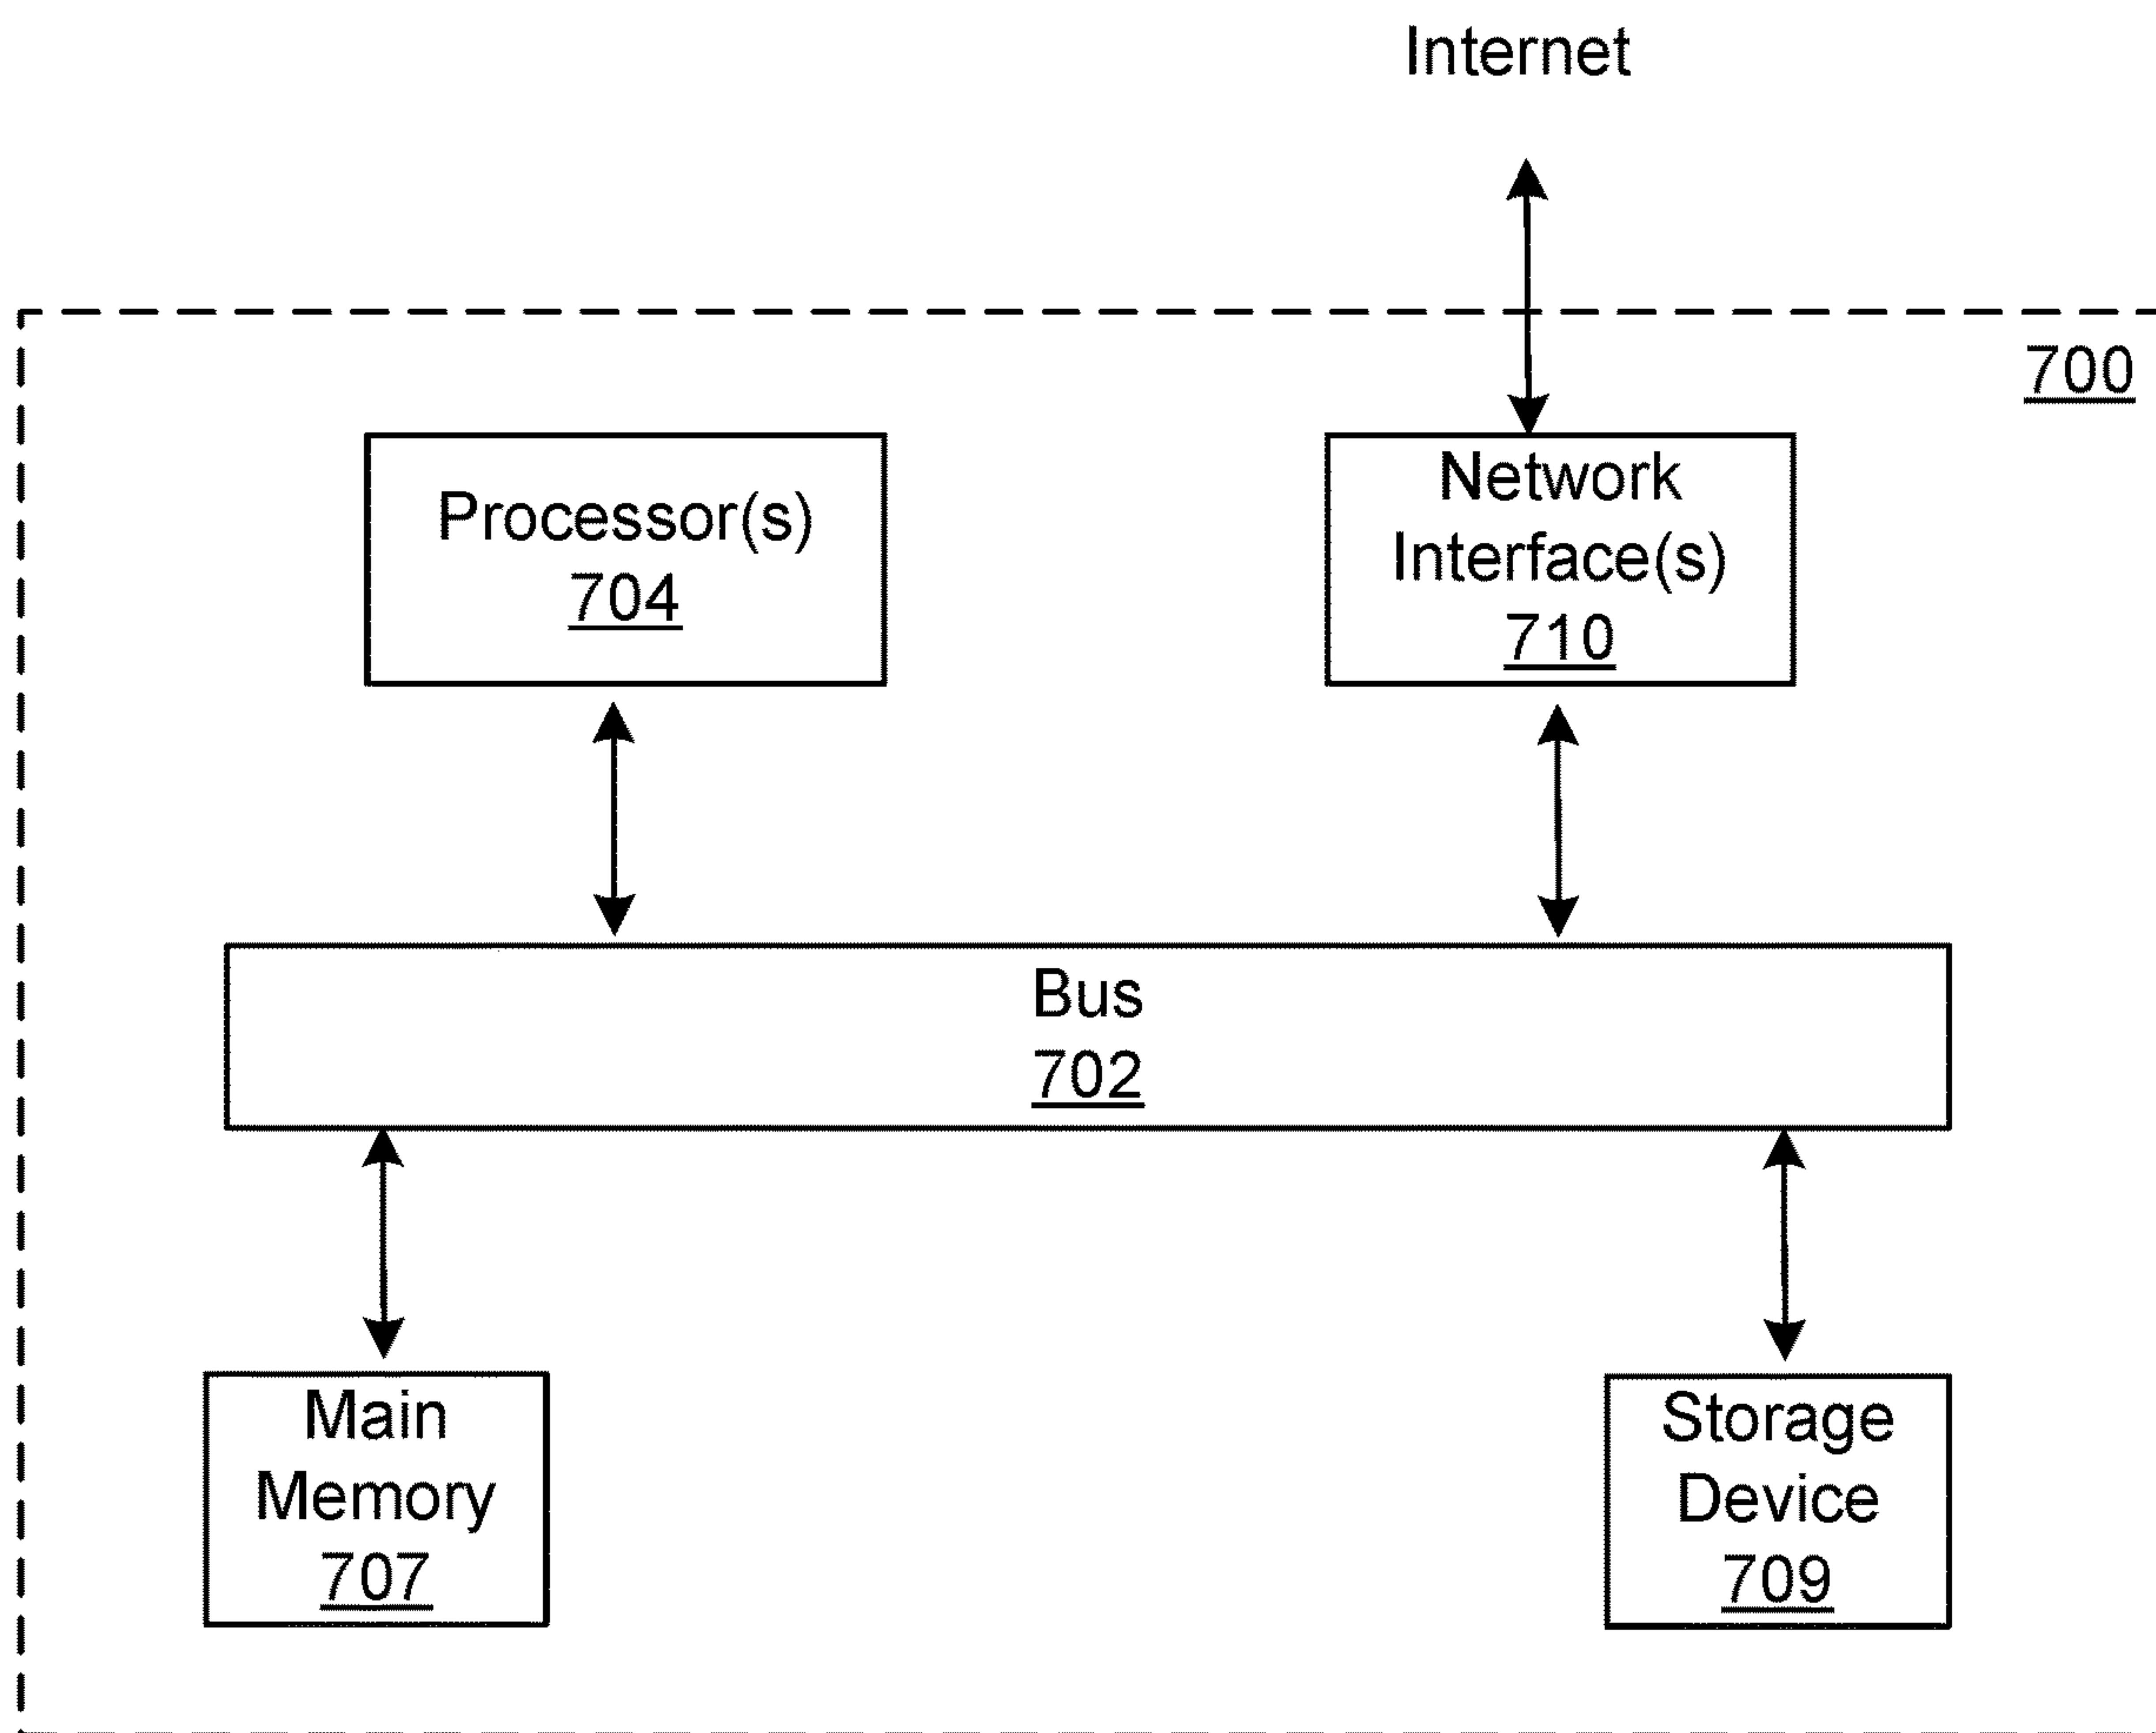 Internet
700
Processor(s)
704
Network
Interface(s)
710
Bus
702
Main
Memory
707
Storage
Device
709